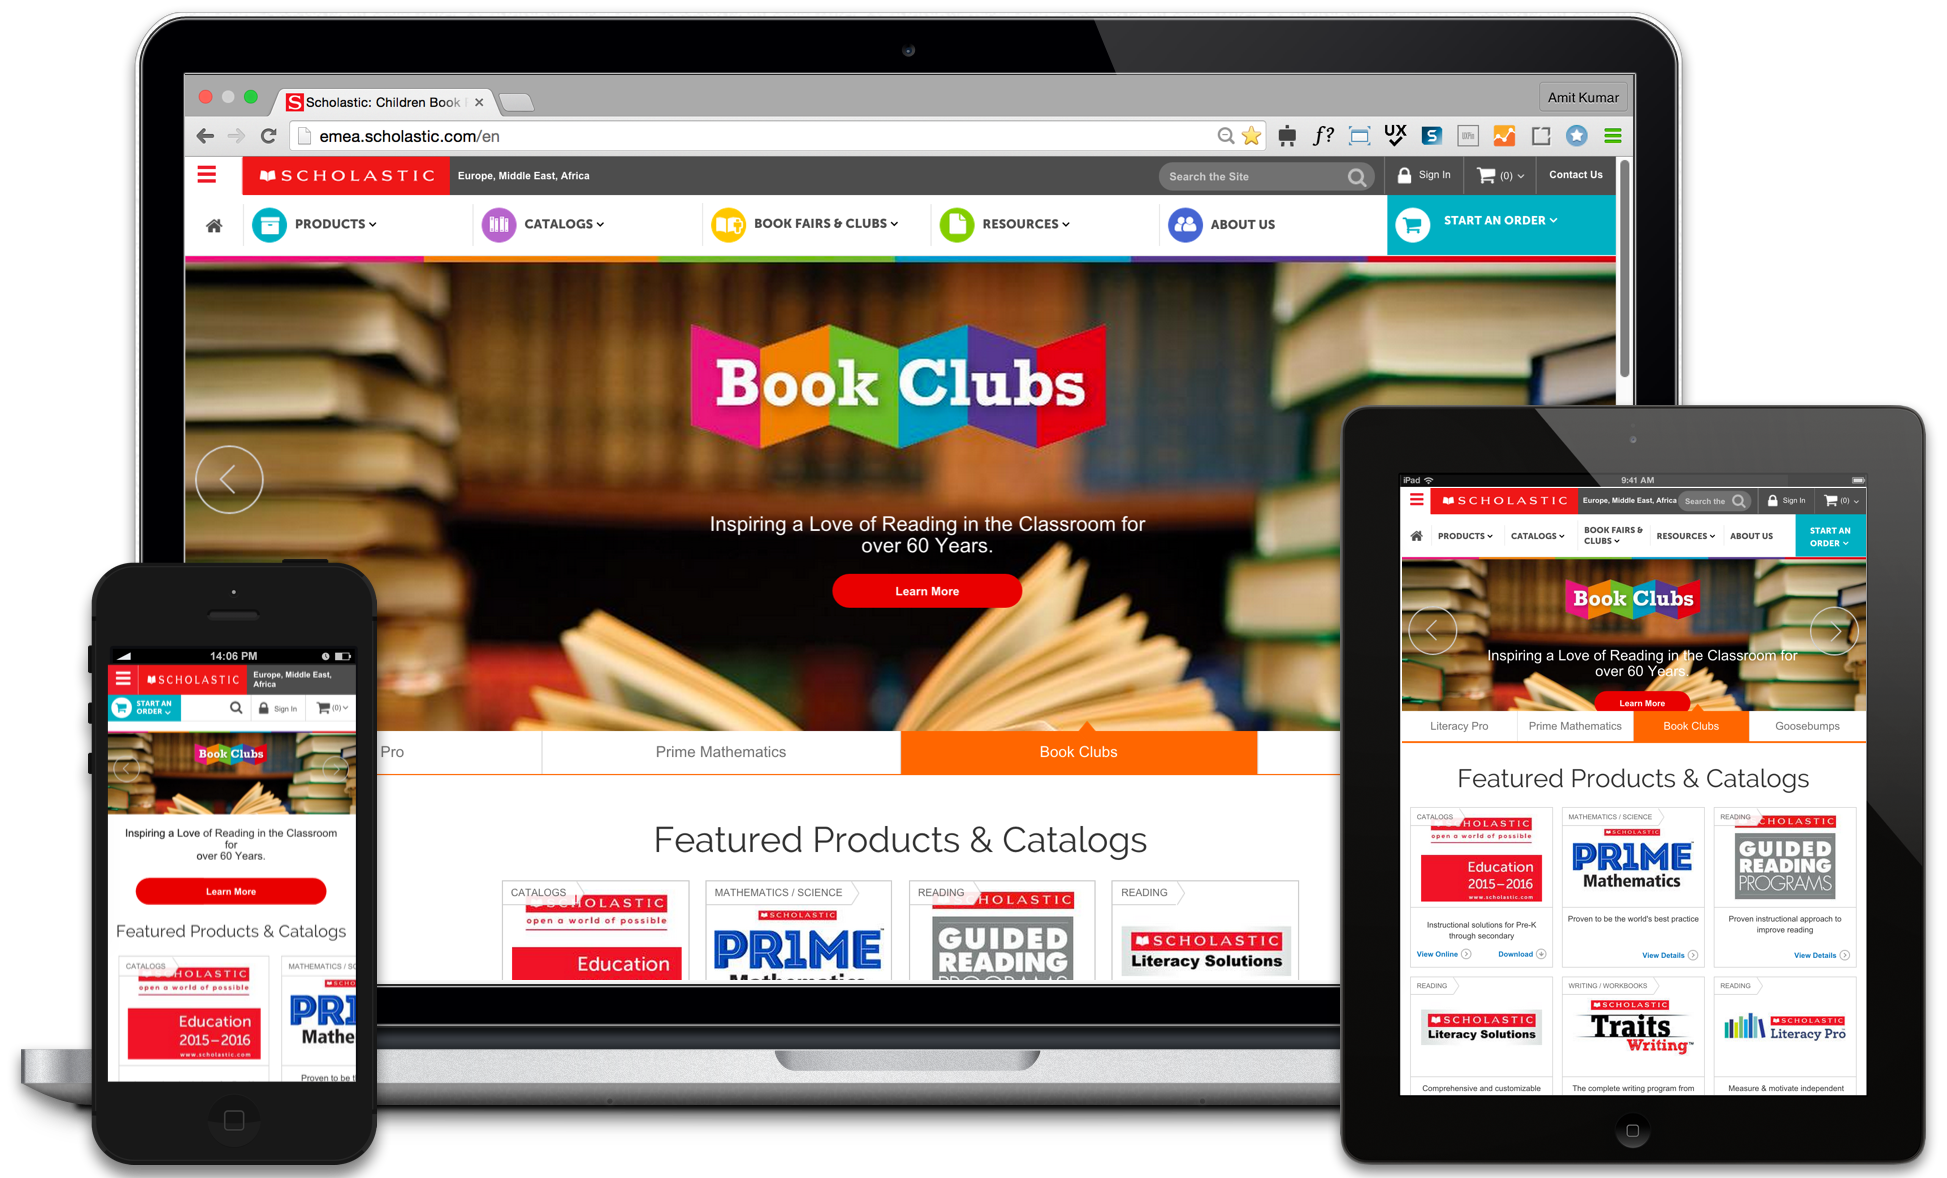 Scholastic: Children Book
Amit Kumar
emea.scholastic.com/en
f?
UX
S
SCHOLASTIC
Europe, Middle East, Africa
Search the Site
Sign In
(0)
Contact Us
PRODUCTS
CATALOGS
BOOK FAIRS & CLUBS
RESOURCES
ABOUT US
START AN ORDER
Book Clubs
Inspiring a Love of Reading in the Classroom for
over 60 Years.
Learn More
Pro
Prime Mathematics
Book Clubs
Featured Products & Catalogs
CATALOGS
SCHOLASTIC
open a world of possible
Education
MATHEMATICS / SCIENCE
SCHOLASTIC
PR1ME™
Mathematics
READING
SCHOLASTIC
GUIDED
READING
PROGRAMS
READING
SCHOLASTIC
Literacy Solutions
14:06 PM
SCHOLASTIC
Europe, Middle East,
Africa
START AN
ORDER
Sign In
(0)
Book Clubs
Inspiring a Love of Reading in the Classroom
for
over 60 Years.
Learn More
Featured Products & Catalogs
CATALOGS
HOLASTIC
open a world of possible
Education
2015–2016
www.scholastic.com
MATHEMATICS / SC
SCHO
PRI
Mathe
Proven to be t
iPad
9:41 AM
SCHOLASTIC
Europe, Middle East, Africa
Search the
Sign In
(0)
PRODUCTS
CATALOGS
BOOK FAIRS &
CLUBS
RESOURCES
ABOUT US
START AN
ORDER
Book Clubs
Inspiring a Love of Reading in the Classroom for
over 60 Years.
Learn More
Literacy Pro
Prime Mathematics
Book Clubs
Goosebumps
Featured Products & Catalogs
CATALOGS
HOLASTIC
open a world of possible
Education
2015–2016
www.scholastic.com
Instructional solutions for Pre-K
through secondary
View Online
Download
MATHEMATICS / SCIENCE
SCHOLASTIC
PR1ME™
Mathematics
Proven to be the world's best practice
View Details
READING
SCHOLASTIC
GUIDED
READING
PROGRAMS
Proven instructional approach to
improve reading
View Details
READING
SCHOLASTIC
Literacy Solutions
Comprehensive and customizable
WRITING / WORKBOOKS
SCHOLASTIC
Traits
Writing™
The complete writing program from
READING
SCHOLASTIC
Literacy Pro
Measure & motivate independent